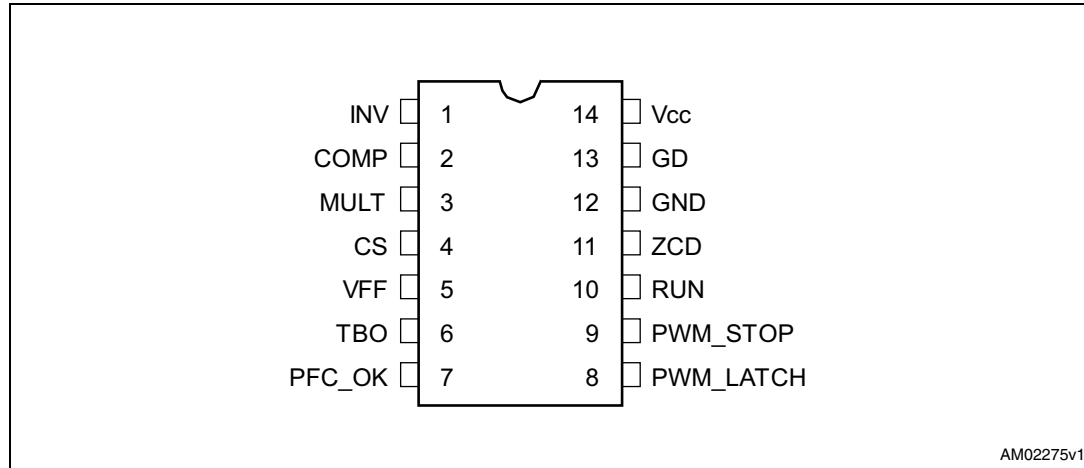 INV 1 14 Vcc
COMP 2 13 GD
MULT 3 12 GND
CS 4 11 ZCD
VFF 5 10 RUN
TBO 6 9 PWM_STOP
PFC_OK 7 8 PWM_LATCH
AM02275v1